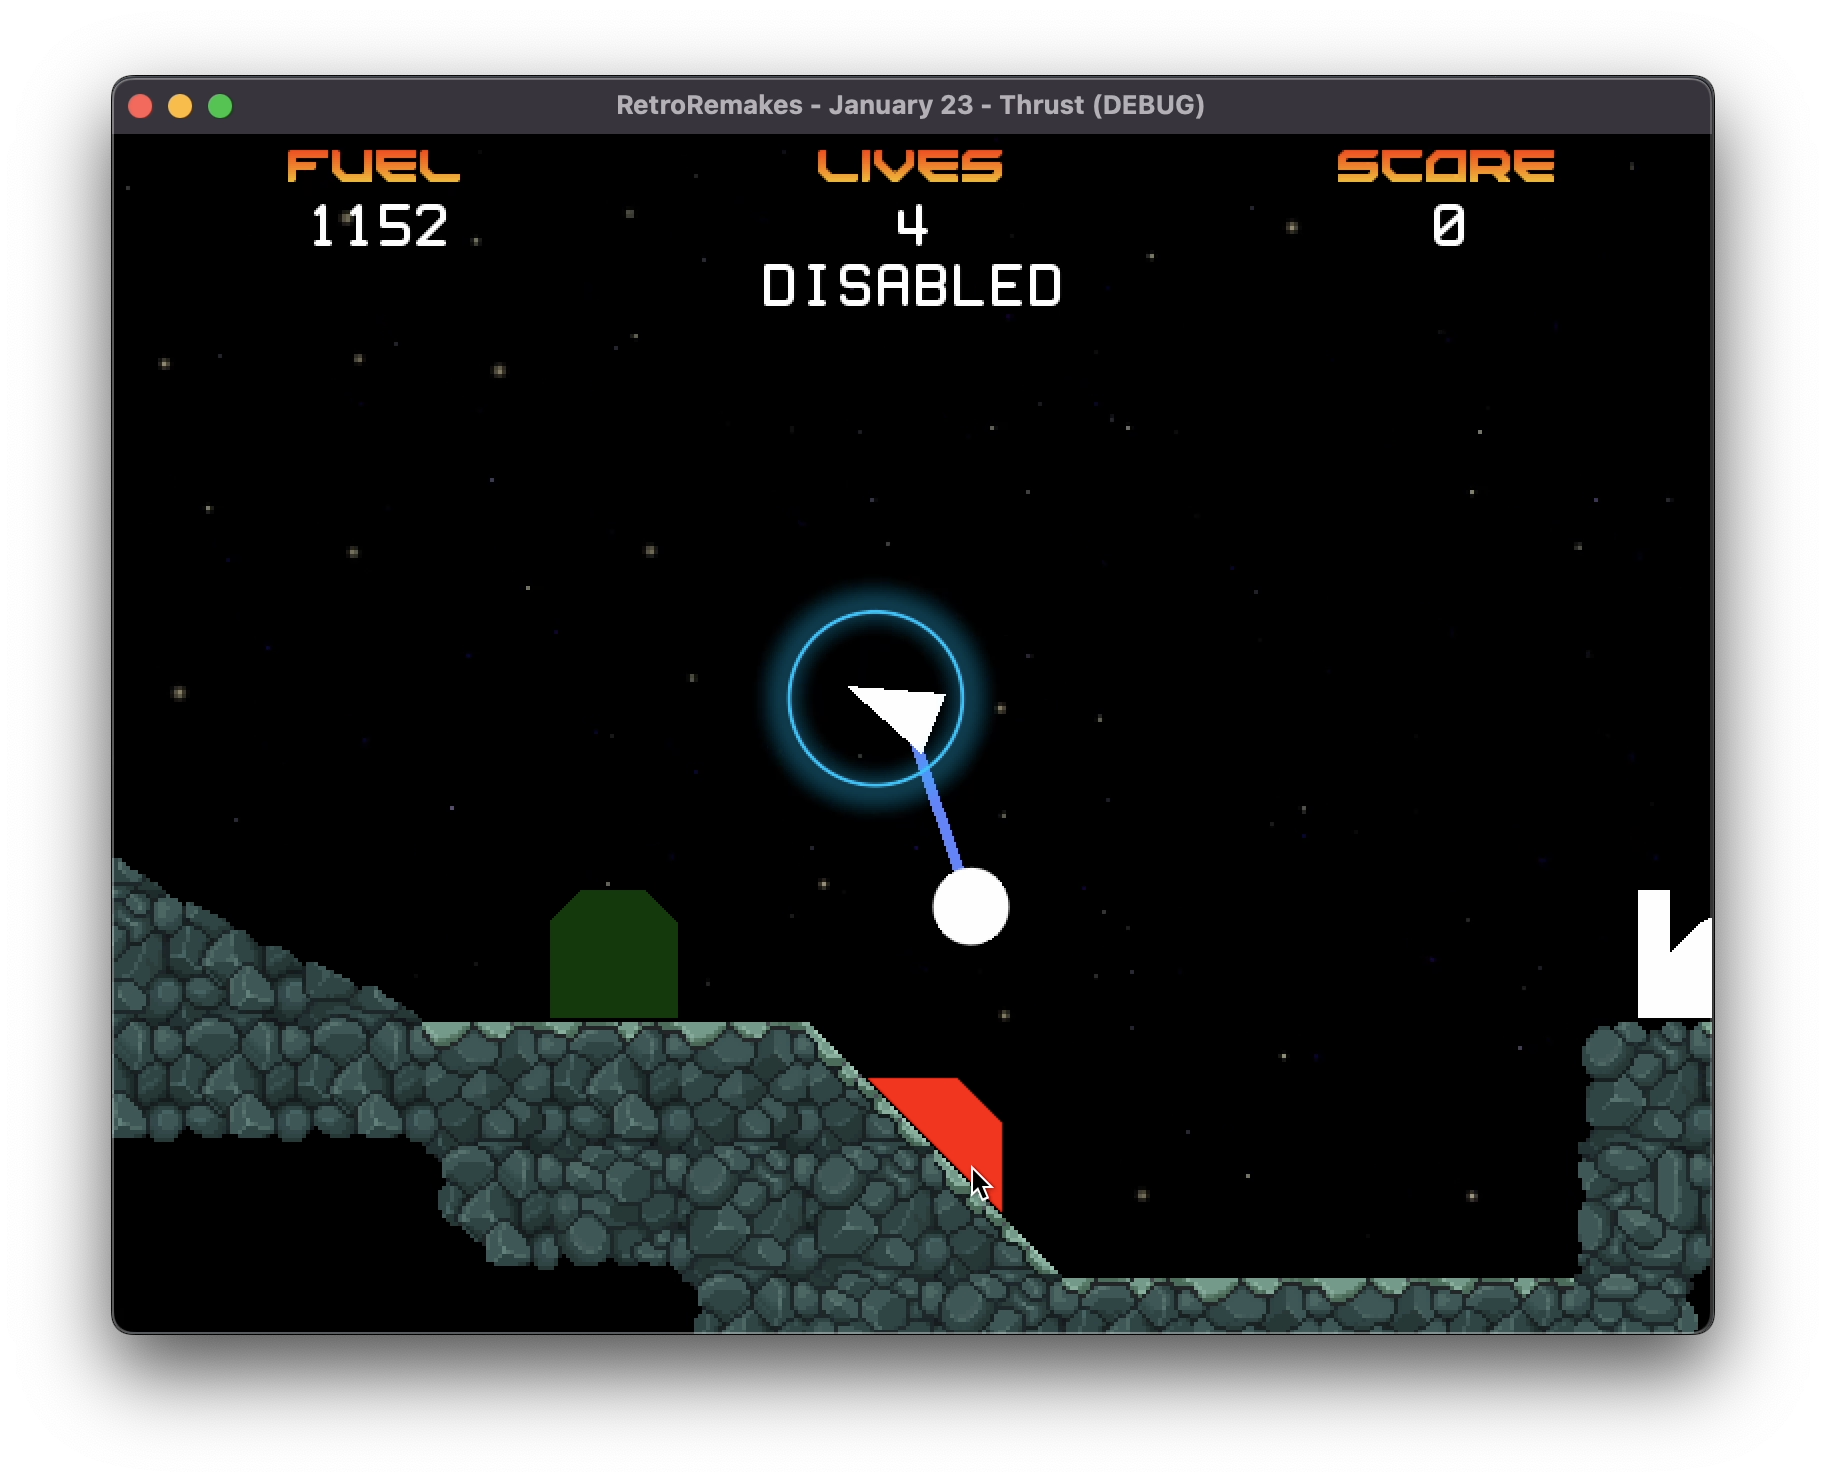 RetroRemakes - January 23 - Thrust (DEBUG)
FUEL LIVES SCORE
1152 4 0
DISABLED